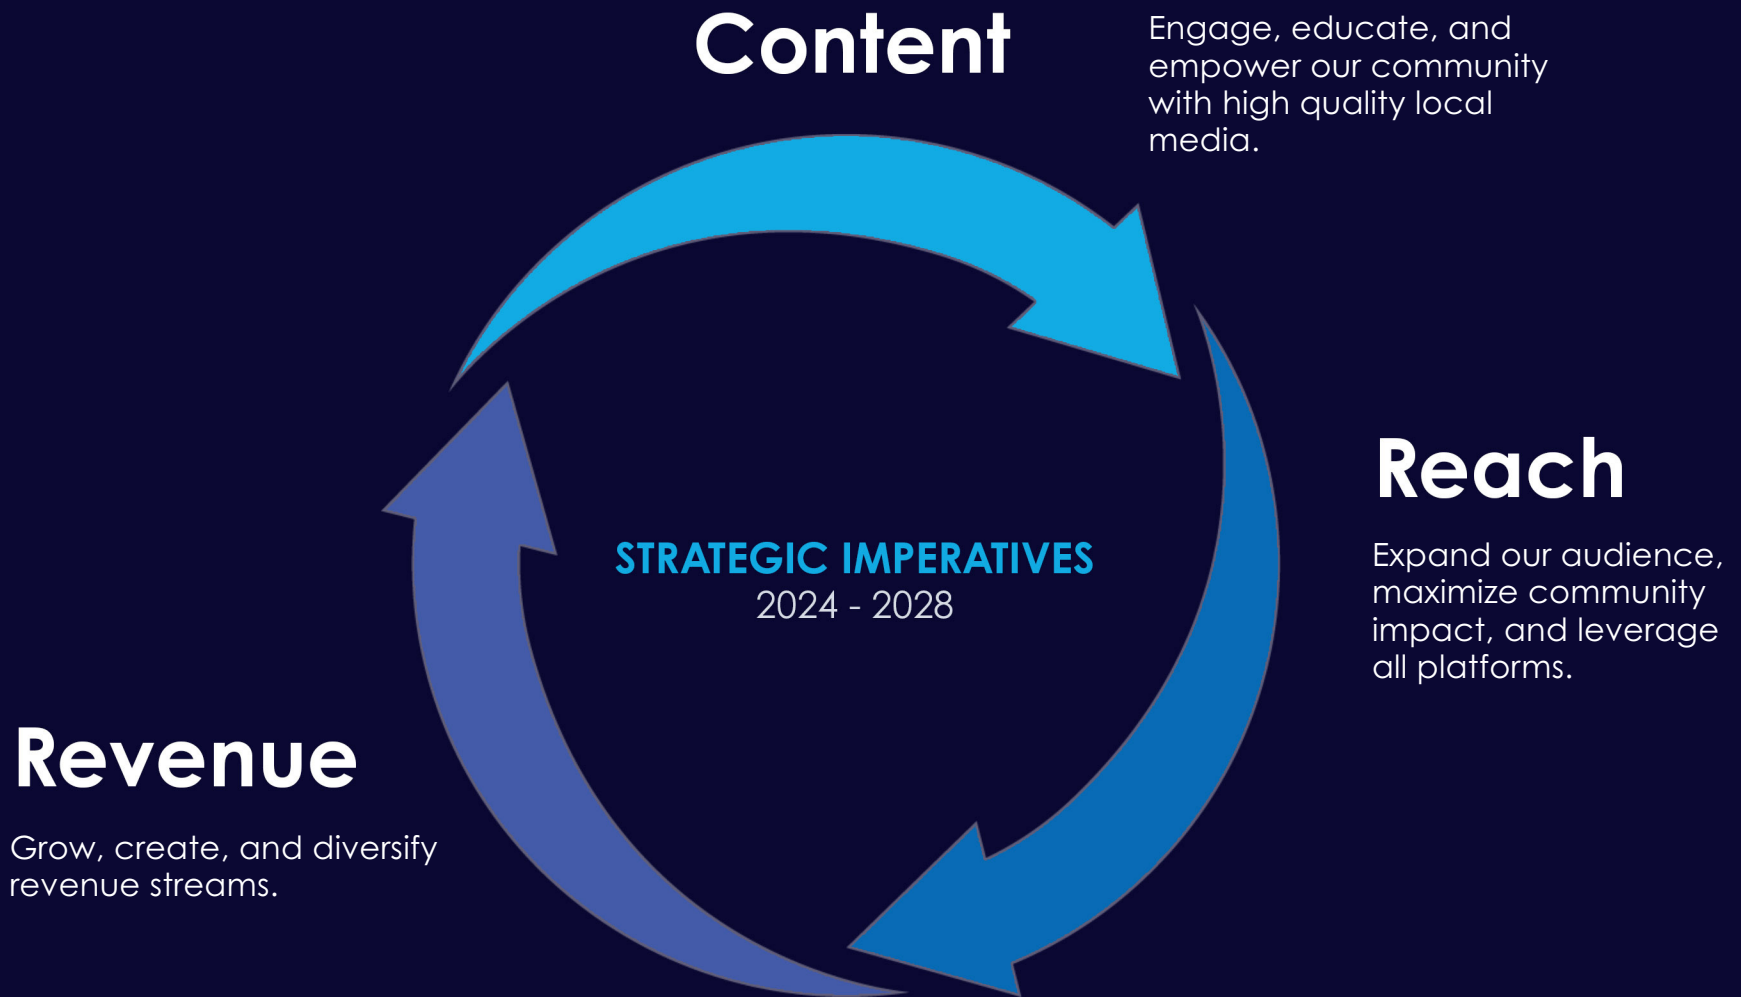 Content
Engage, educate, and
empower our community
with high quality local
media.
Reach
Expand our audience,
maximize community
impact, and leverage
all platforms.
STRATEGIC IMPERATIVES
2024 - 2028
Revenue
Grow, create, and diversify
revenue streams.